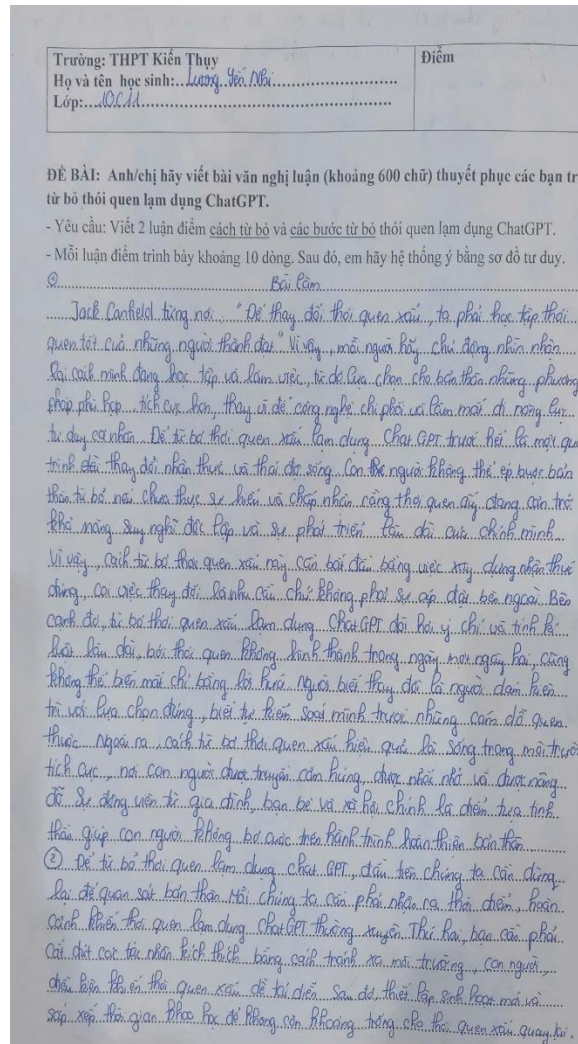 Trường: THPT Kiến Thụy
Điểm
Họ và tên học sinh: Lương Yến Nhi
Lớp: 10C11
ĐỀ BÀI: Anh/chị hãy viết bài văn nghị luận (khoảng 600 chữ) thuyết phục các bạn tr
từ bỏ thói quen lạm dụng ChatGPT.
- Yêu cầu: Viết 2 luận điểm cách từ bỏ và các bước từ bỏ thói quen lạm dụng ChatGPT.
- Mỗi luận điểm trình bày khoảng 10 dòng. Sau đó, em hãy hệ thống ý bằng sơ đồ tư duy.
① Bài làm
Jack Canfield từng nói, "Để thay đổi thói quen xấu, ta phải học tập thói
quen tốt của những người thành đạt" Vì vậy, mỗi người hãy chủ động nhìn nhận
lại cách mình đang học tập và làm việc, từ đó lựa chọn cho bản thân những phương
pháp phù hợp, tích cực hơn, thay vì để công nghệ chi phối và làm mất đi năng lực
tư duy cá nhân. Để từ bỏ thói quen xấu lạm dụng Chat GPT trước hết là một quá
trình thay đổi nhận thức và thái độ sống. Con người không thể ép buộc bản
thân từ bỏ nếu chưa thực sự hiểu và chấp nhận rằng thói quen ấy đang cản trở
khả năng suy nghĩ độc lập và sự phát triển lâu dài của chính mình.
Vì vậy, cách từ bỏ thói quen xấu này cần bắt đầu bằng việc xây dựng nhận thức
đúng, coi việc thay đổi là nhu cầu chứ không phải sự áp đặt bên ngoài. Bên
cạnh đó, từ bỏ thói quen xấu lạm dụng ChatGPT đòi hỏi ý chí và tính kỉ
luật lâu dài, bởi thói quen không hình thành trong ngày một ngày hai, cũng
không thể biến mất chỉ bằng lời hứa. Người biết thay đổi là người dám kiên
trì với lựa chọn đúng, biết tự kiểm soát mình trước những cám dỗ quen
thuộc. Ngoài ra, cách từ bỏ thói quen xấu hiệu quả là sống trong môi trườ
tích cực, nơi con người được truyền cảm hứng, được nhắc nhở và được nâng
đỡ. Sự động viên từ gia đình, bạn bè và xã hội chính là điểm tựa tinh
thần giúp con người không bỏ cuộc trên hành trình hoàn thiện bản thân.
② Để từ bỏ thói quen lạm dụng chat GPT, đầu tiên chúng ta cần dừng
lại để quan sát bản thân. Mỗi chúng ta cần phải nhận ra thời điểm, hoàn
cảnh khiến thói quen lạm dụng ChatGPT thường xuyên. Thứ hai, bạn cần phải
cắt đứt các tác nhân kích thích bằng cách tránh xa môi trường, con người,
điều kiện khiến thói quen xấu dễ tái diễn. Sau đó, thiết lập sinh hoạt mới và
sắp xếp thời gian khoa học để không còn khoảng trống cho thói quen xấu quay lại.